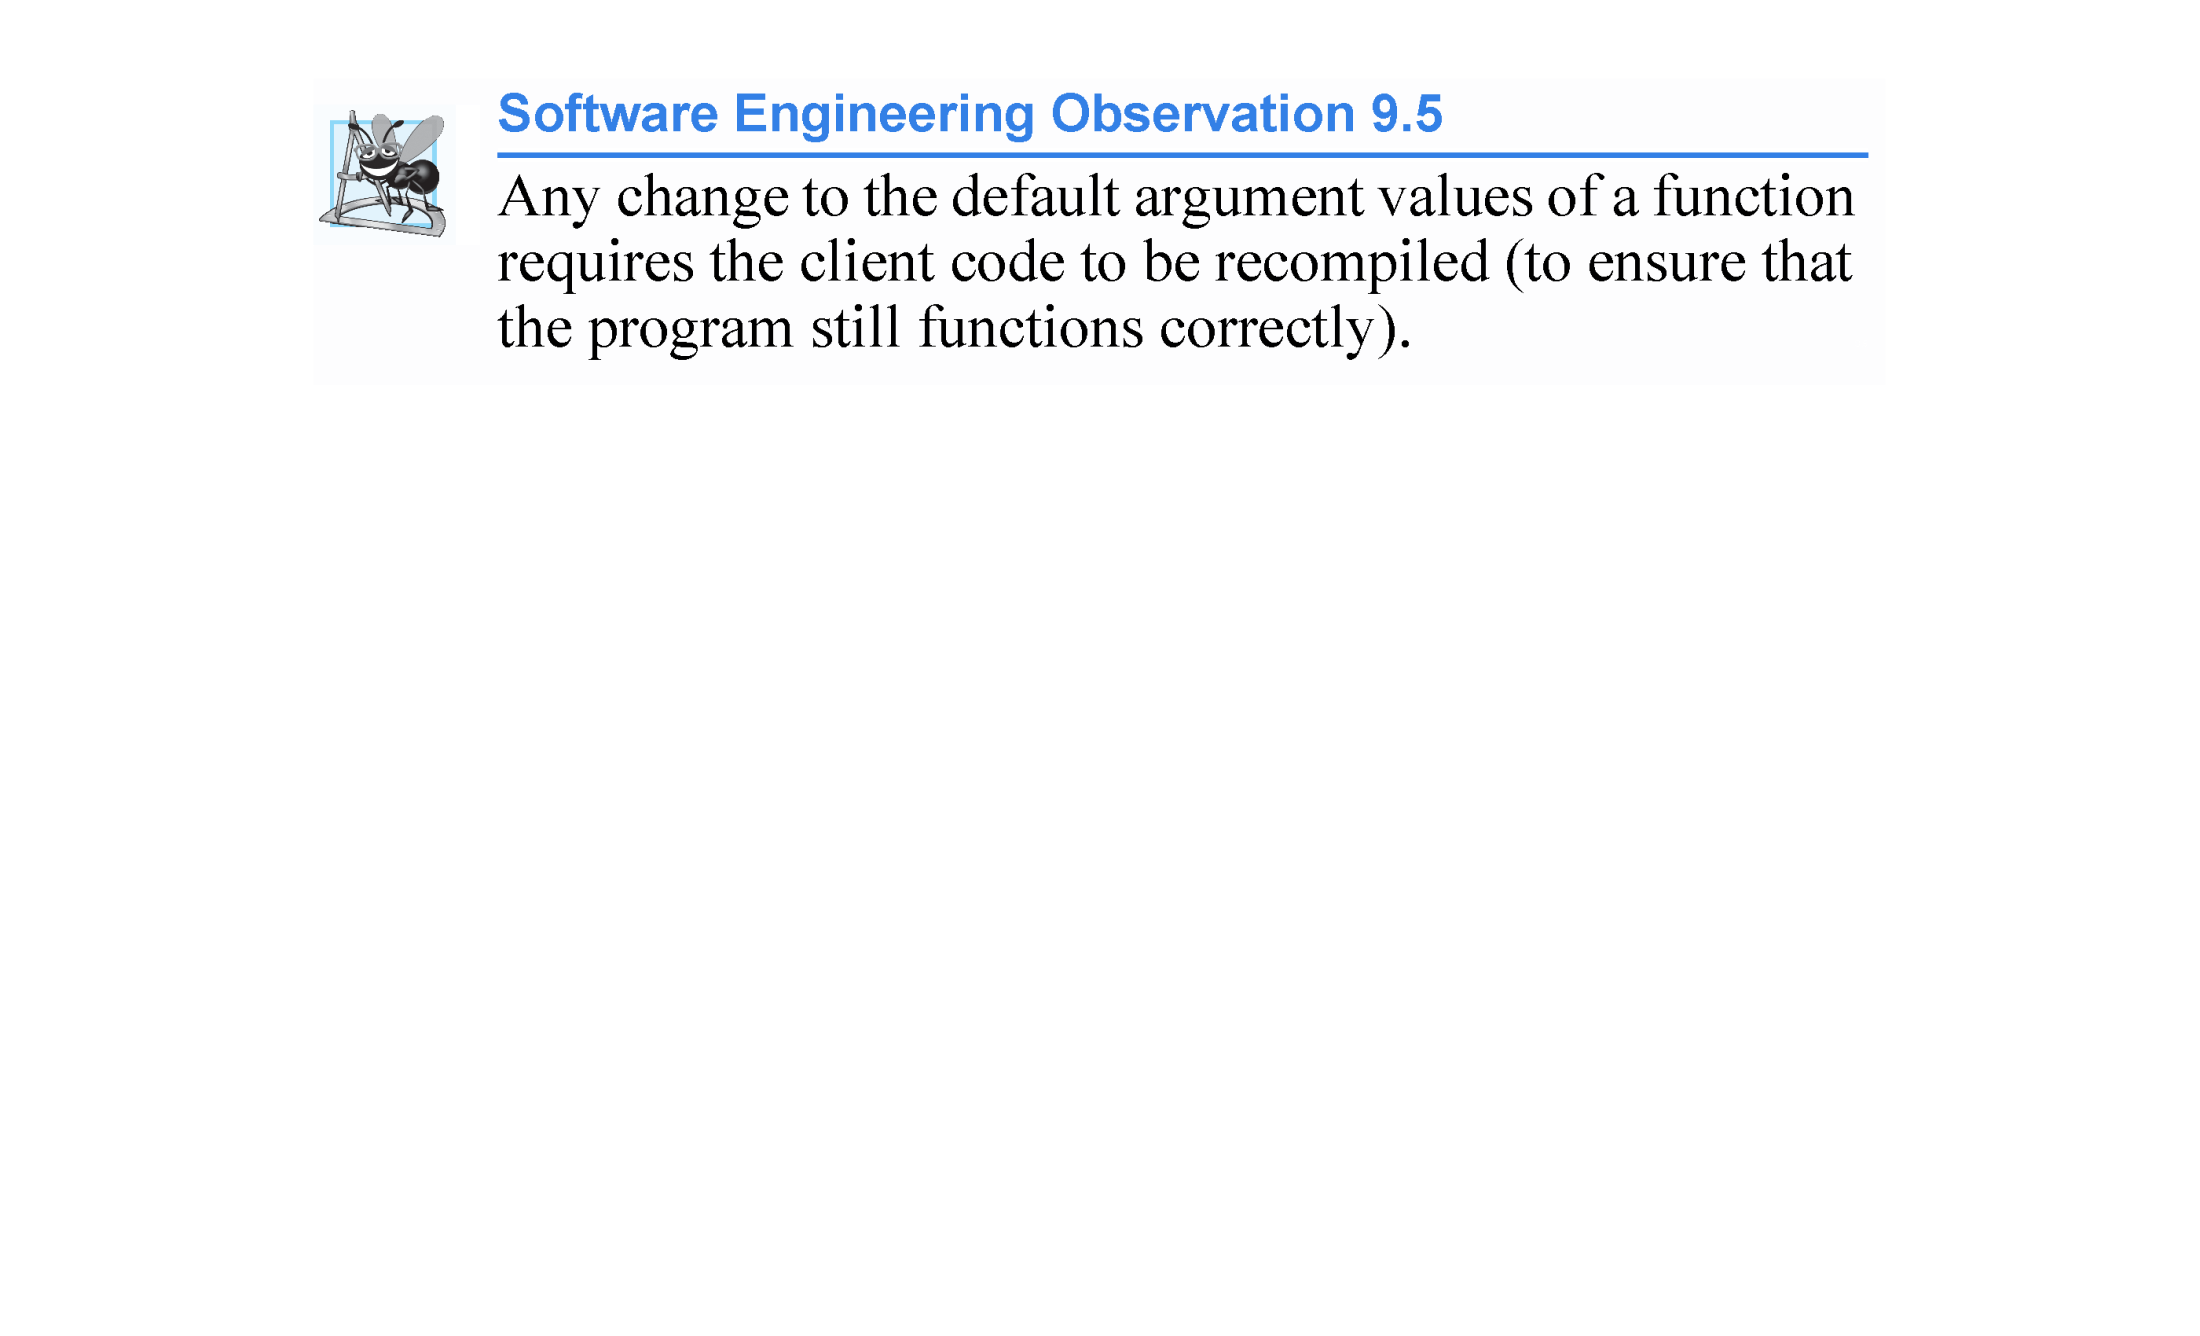 Software Engineering Observation 9.5
Any change to the default argument values of a function
requires the client code to be recompiled (to ensure that
the program still functions correctly).